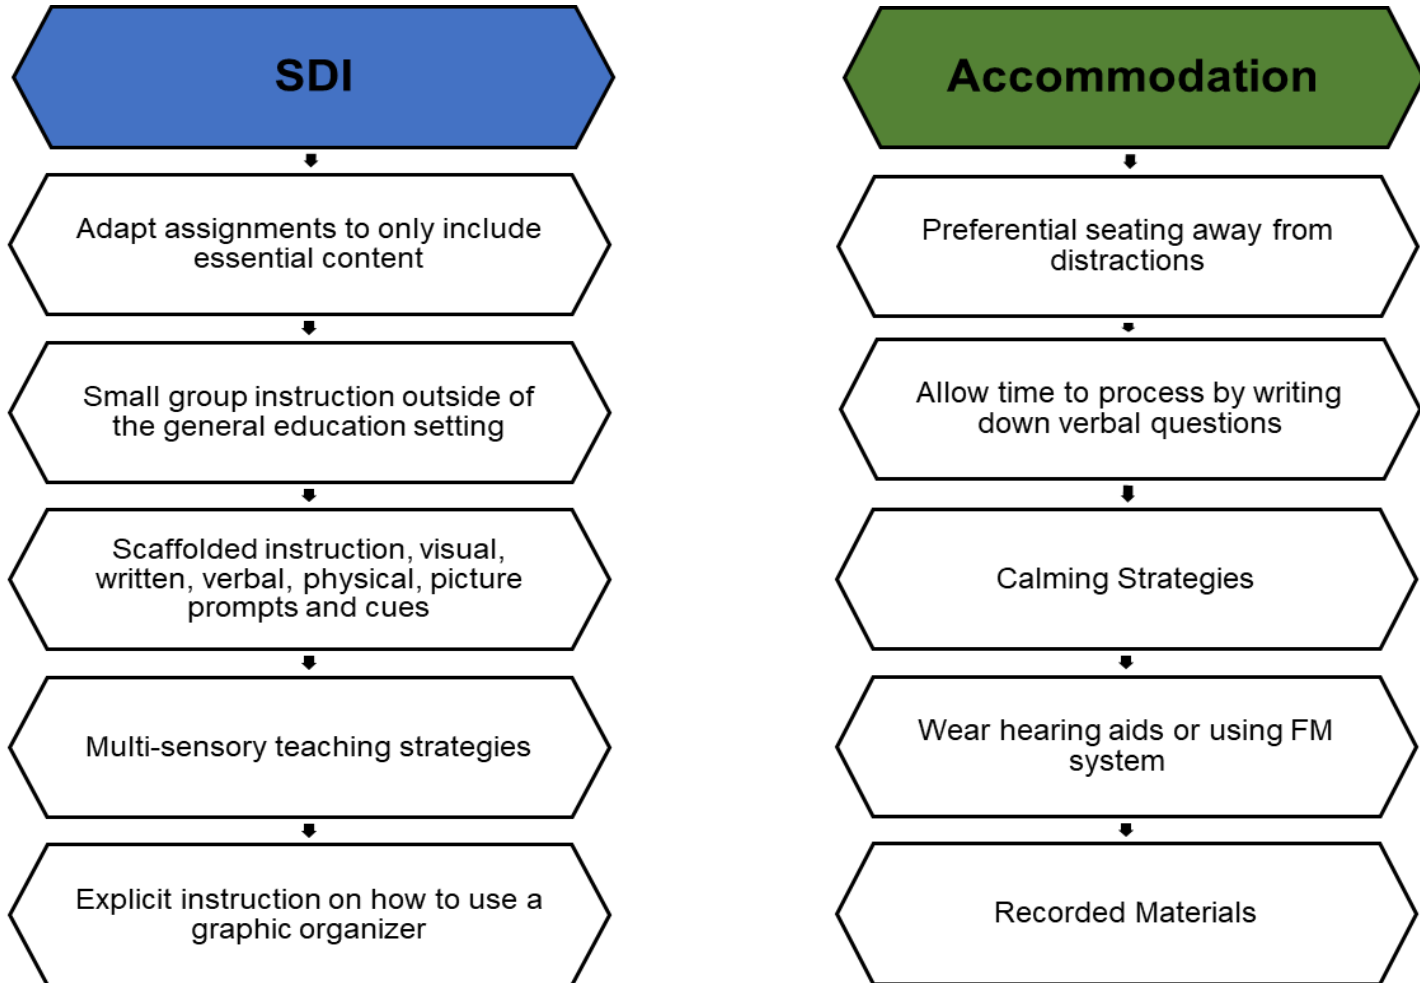 SDI
Adapt assignments to only include
essential content
Small group instruction outside of
the general education setting
Scaffolded instruction, visual,
written, verbal, physical, picture
prompts and cues
Multi-sensory teaching strategies
Explicit instruction on how to use a
graphic organizer
Accommodation
Preferential seating away from
distractions
Allow time to process by writing
down verbal questions
Calming Strategies
Wear hearing aids or using FM
system
Recorded Materials